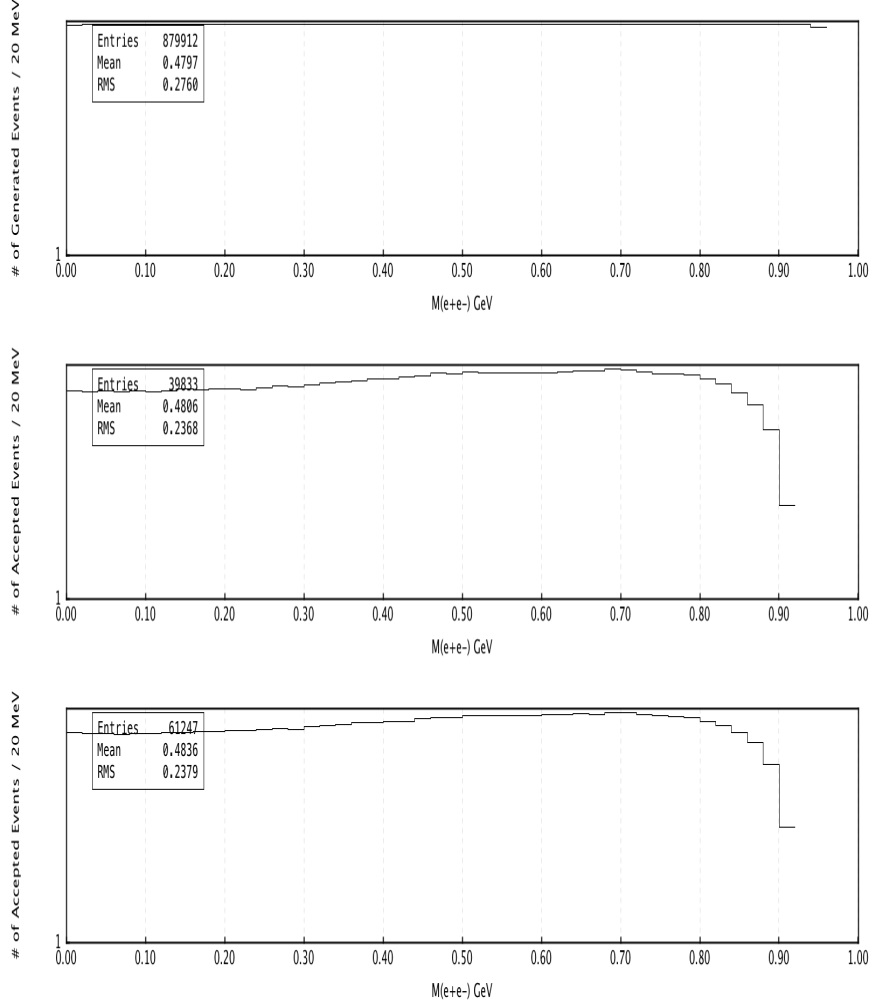 # of Generated Events / 20 MeV
Entries 879912
Mean 0.4797
RMS 0.2760
1
0.00 0.10 0.20 0.30 0.40 0.50 0.60 0.70 0.80 0.90 1.00
M(e+e−) GeV
# of Accepted Events / 20 MeV
Entries 39833
Mean 0.4806
RMS 0.2368
1
0.00 0.10 0.20 0.30 0.40 0.50 0.60 0.70 0.80 0.90 1.00
M(e+e−) GeV
# of Accepted Events / 20 MeV
Entries 61247
Mean 0.4836
RMS 0.2379
1
0.00 0.10 0.20 0.30 0.40 0.50 0.60 0.70 0.80 0.90 1.00
M(e+e−) GeV